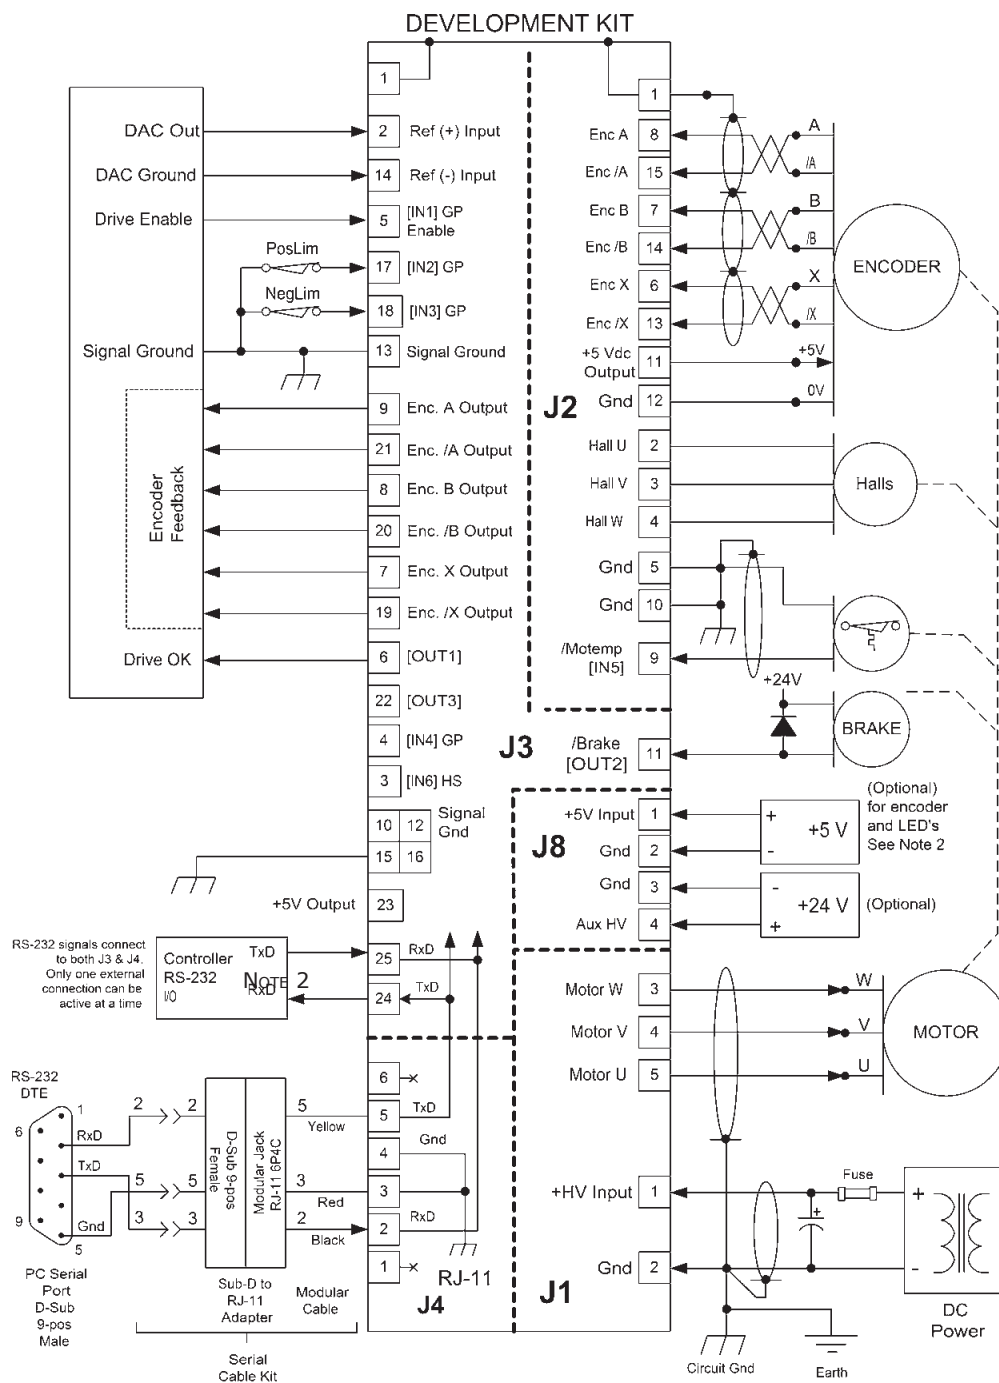 DEVELOPMENT KIT
1
DAC Out
2
Ref (+) Input
DAC Ground
14
Ref (-) Input
Drive Enable
5
[IN1] GP
Enable
PosLim
17
[IN2] GP
NegLim
18
[IN3] GP
Signal Ground
13
Signal Ground
Encoder
Feedback
9
Enc. A Output
21
Enc. /A Output
8
Enc. B Output
20
Enc. /B Output
7
Enc. X Output
19
Enc. /X Output
Drive OK
6
[OUT1]
22
[OUT3]
4
[IN4] GP
3
[IN6] HS
10
12
Signal
Gnd
15
16
+5V Output
23
J3
1
Enc A
8
A
Enc /A
15
/A
Enc B
7
B
Enc /B
14
/B
Enc X
6
X
Enc /X
13
/X
+5 Vdc
Output
11
+5V
Gnd
12
0V
ENCODER
J2
Hall U
2
Hall V
3
Hall W
4
Halls
Gnd
5
Gnd
10
/Motemp
[IN5]
9
+24V
/Brake
[OUT2]
11
BRAKE
J8
+5V Input
1
Gnd
2
+
-
+5 V
(Optional)
for encoder
and LED's
See Note 2
Gnd
3
Aux HV
4
-
+
+24 V
(Optional)
RS-232 signals connect
to both J3 & J4.
Only one external
connection can be
active at a time
Controller
RS-232
I/O
TxD
RxD
NOTE 2
25
RxD
24
TxD
Motor W
3
W
Motor V
4
V
Motor U
5
U
MOTOR
RS-232
DTE
1
6
RxD
TxD
9
Gnd
5
2
2
5
5
3
3
D-Sub 9-pos
Female
Modular Jack
RJ-11 6P4C
5
Yellow
3
Red
2
Black
6
5
TxD
4
Gnd
3
2
RxD
1
RJ-11
J4
PC Serial
Port
D-Sub
9-pos
Male
Sub-D to
RJ-11
Adapter
Modular
Cable
Serial
Cable Kit
J1
+HV Input
1
Gnd
2
+
Fuse
+
-
DC
Power
Circuit Gnd
Earth